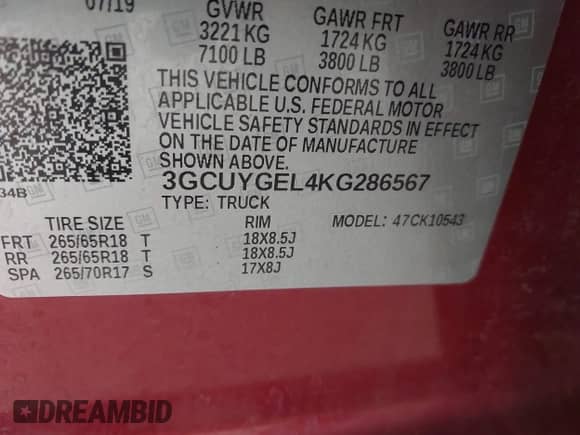 07/19
GVWR GAWR FRT GAWR RR
3221 KG 1724 KG 1724 KG
7100 LB 3800 LB 3800 LB
THIS VEHICLE CONFORMS TO ALL
APPLICABLE U.S. FEDERAL MOTOR
VEHICLE SAFETY STANDARDS IN EFFECT
ON THE DATE OF MANUFACTURE
SHOWN ABOVE.
34B
3GCUYGEL4KG286567
TYPE: TRUCK
TIRE SIZE RIM MODEL: 47CK10543
FRT 265/65R18 T 18X8.5J
RR 265/65R18 T 18X8.5J
SPA 265/70R17 S 17X8J
DREAMBID